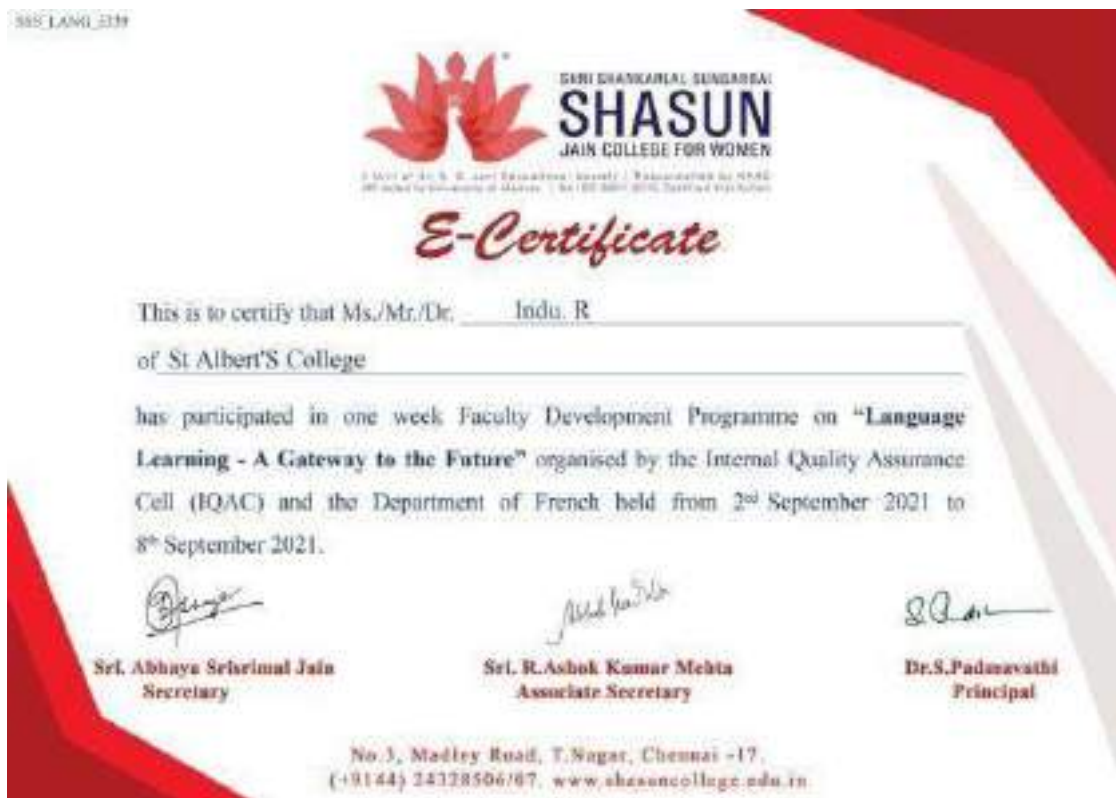 SHRI SHANKARLAL SUNDARBAI
SHASUN
JAIN COLLEGE FOR WOMEN
E-Certificate
This is to certify that Ms./Mr./Dr. Indu. R
of St Albert'S College
has participated in one week Faculty Development Programme on “Language
Learning - A Gateway to the Future” organised by the Internal Quality Assurance
Cell (IQAC) and the Department of French held from 2nd September 2021 to
8th September 2021.
Sri. Abhaya Srisrimal Jain
Secretary
Sri. R.Ashok Kumar Mehta
Associate Secretary
Dr.S.Padmavathi
Principal
No.3, Madley Road, T.Nagar, Chennai -17.
(+9144) 24328506/07. www.shasuncollege.edu.in